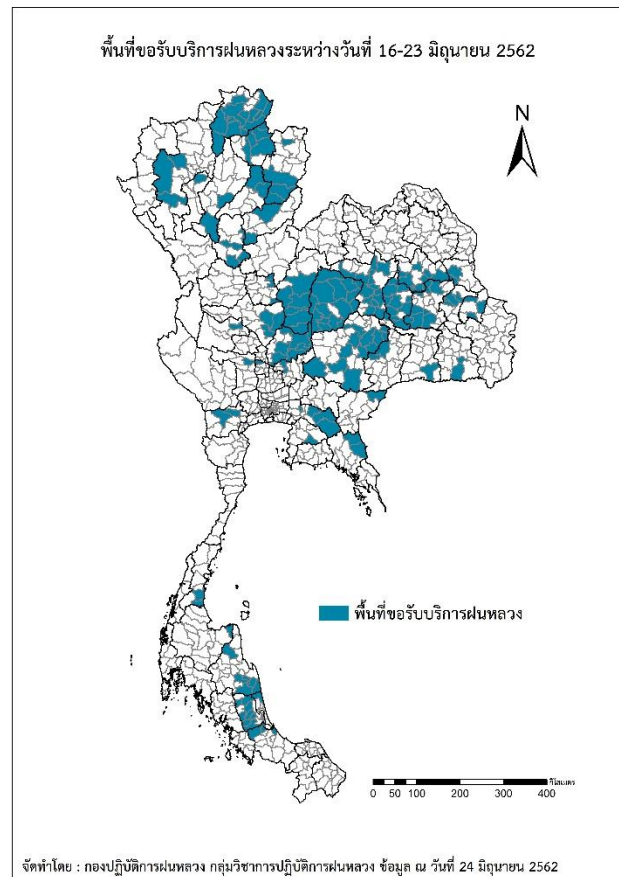 พื้นที่ขอรับบริการฝนหลวงระหว่างวันที่ 16-23 มิถุนายน 2562
N
พื้นที่ขอรับบริการฝนหลวง
กิโลเมตร
0 50 100 200 300 400
จัดทำโดย : กองปฏิบัติการฝนหลวง กลุ่มวิชาการปฏิบัติการฝนหลวง ข้อมูล ณ วันที่ 24 มิถุนายน 2562